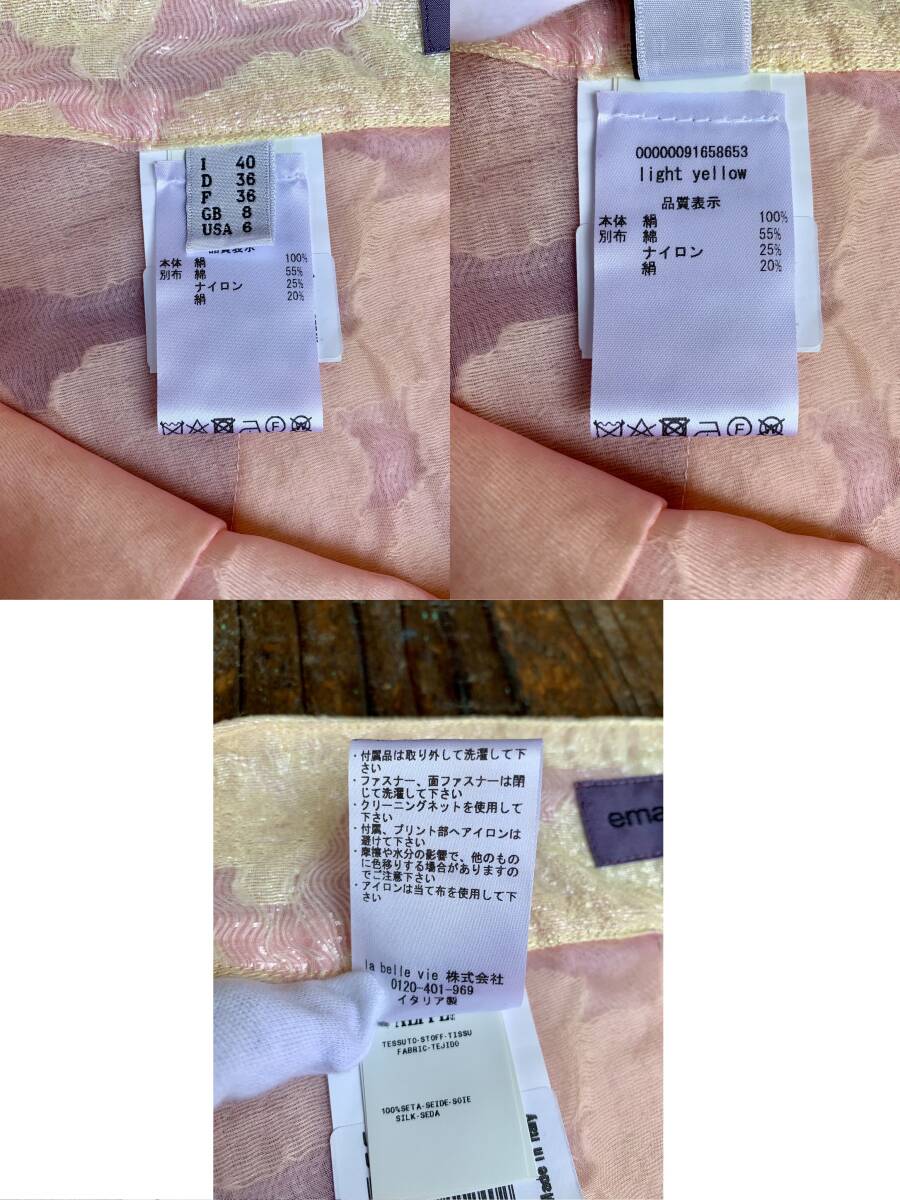 I 40
D 36
F 36
GB 8
USA 6
品質表示
本体 絹 100%
別布 綿 55%
ナイロン 25%
絹 20%
00000091658653
light yellow
品質表示
本体 絹 100%
別布 綿 55%
ナイロン 25%
絹 20%
F
W
・付属品は取り外して洗濯して下
さい
・ファスナー、面ファスナーは閉
じて洗濯して下さい
・クリーニングネットを使用して
下さい
・付属、プリント部へアイロンは
避けて下さい
・摩擦や水分の影響で、他のもの
に色移りする場合がありますの
でご注意下さい
・アイロンは当て布を使用して下
さい
la belle vie 株式会社
0120-401-969
イタリア製
ema
TESSUTO-STOFF-TISSU
FABRIC-TEJIDO
100%SETA-SEIDE-SOIE
SILK-SEDA
Made in Italy